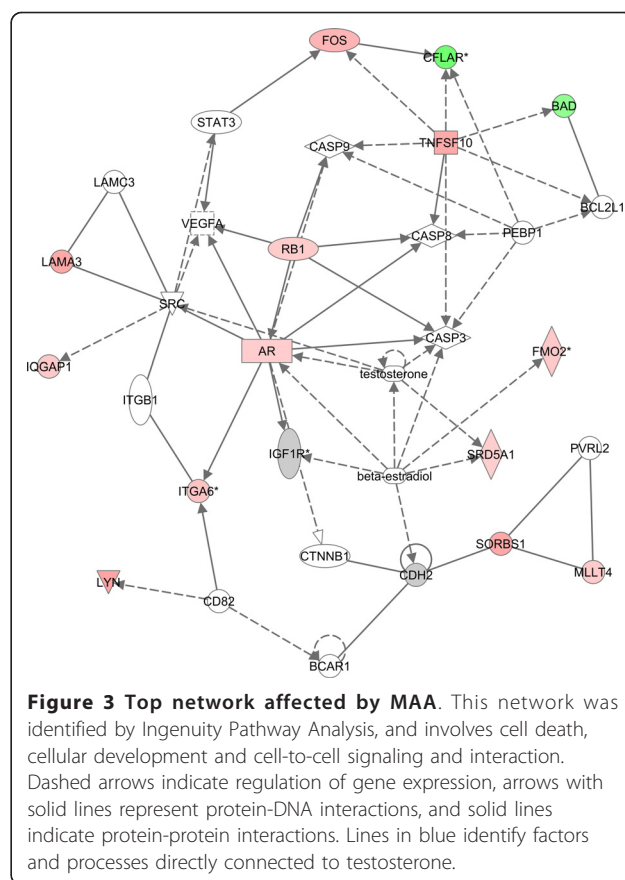 FOS
CFLAR*
BAD
STAT3
TNFSF10
CASP9
LAMC3
BCL2L1
VEGFA
PEBP1
CASP8
RB1
LAMA3
SRC
CASP3
AR
FMO2*
IQGAP1
testosterone
ITGB1
PVRL2
IGF1R*
SRD5A1
beta-estradiol
ITGA6*
SORBS1
CTNNB1
MLLT4
LYN
CDH2
CD82
BCAR1
Figure 3 Top network affected by MAA. This network was
identified by Ingenuity Pathway Analysis, and involves cell death,
cellular development and cell-to-cell signaling and interaction.
Dashed arrows indicate regulation of gene expression, arrows with
solid lines represent protein-DNA interactions, and solid lines
indicate protein-protein interactions. Lines in blue identify factors
and processes directly connected to testosterone.